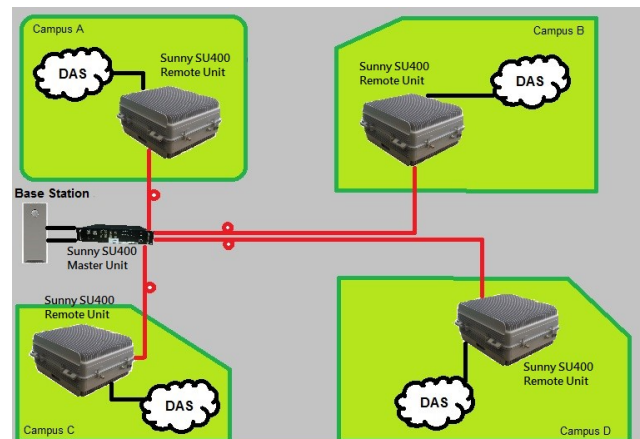 Campus A
Sunny SU400
Remote Unit
DAS
Campus B
Sunny SU400
Remote Unit
DAS
Base Station
Sunny SU400
Master Unit
Sunny SU400
Remote Unit
DAS
Campus C
Sunny SU400
Remote Unit
DAS
Campus D